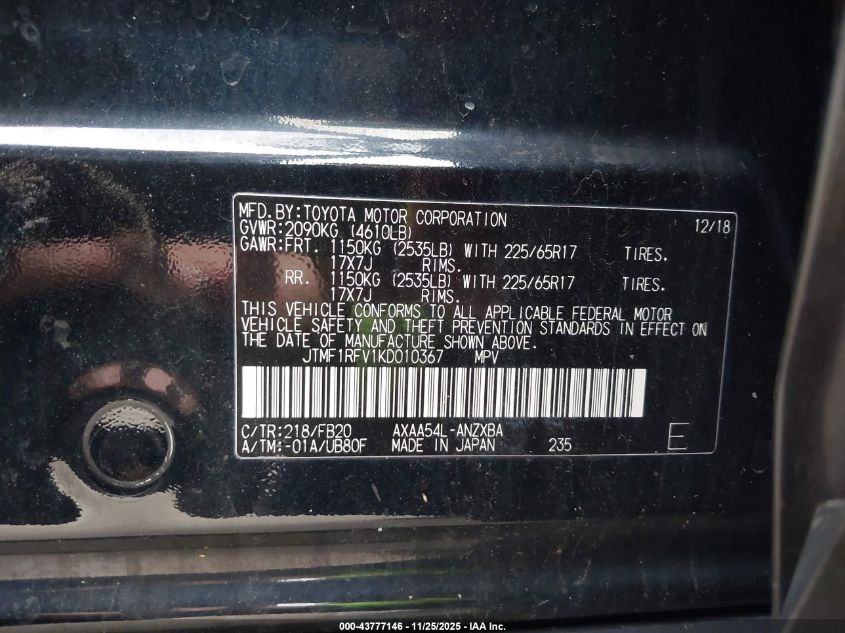 MFD.BY:TOYOTA MOTOR CORPORATION 12/18
GVWR:2090KG (4610LB)
GAWR:FRT. 1150KG (2535LB) WITH 225/65R17 TIRES.
17X7J RIMS.
RR. 1150KG (2535LB) WITH 225/65R17 TIRES.
17X7J RIMS.
THIS VEHICLE CONFORMS TO ALL APPLICABLE FEDERAL MOTOR
VEHICLE SAFETY AND THEFT PREVENTION STANDARDS IN EFFECT ON
THE DATE OF MANUFACTURE SHOWN ABOVE.
JTMF1RFV1KD010367 MPV
C/TR:218/FB20 AXAA54L-ANZXBA
A/TM:-01A/UB80F MADE IN JAPAN 235 E
000-43777146 - 11/25/2025 - IAA Inc.